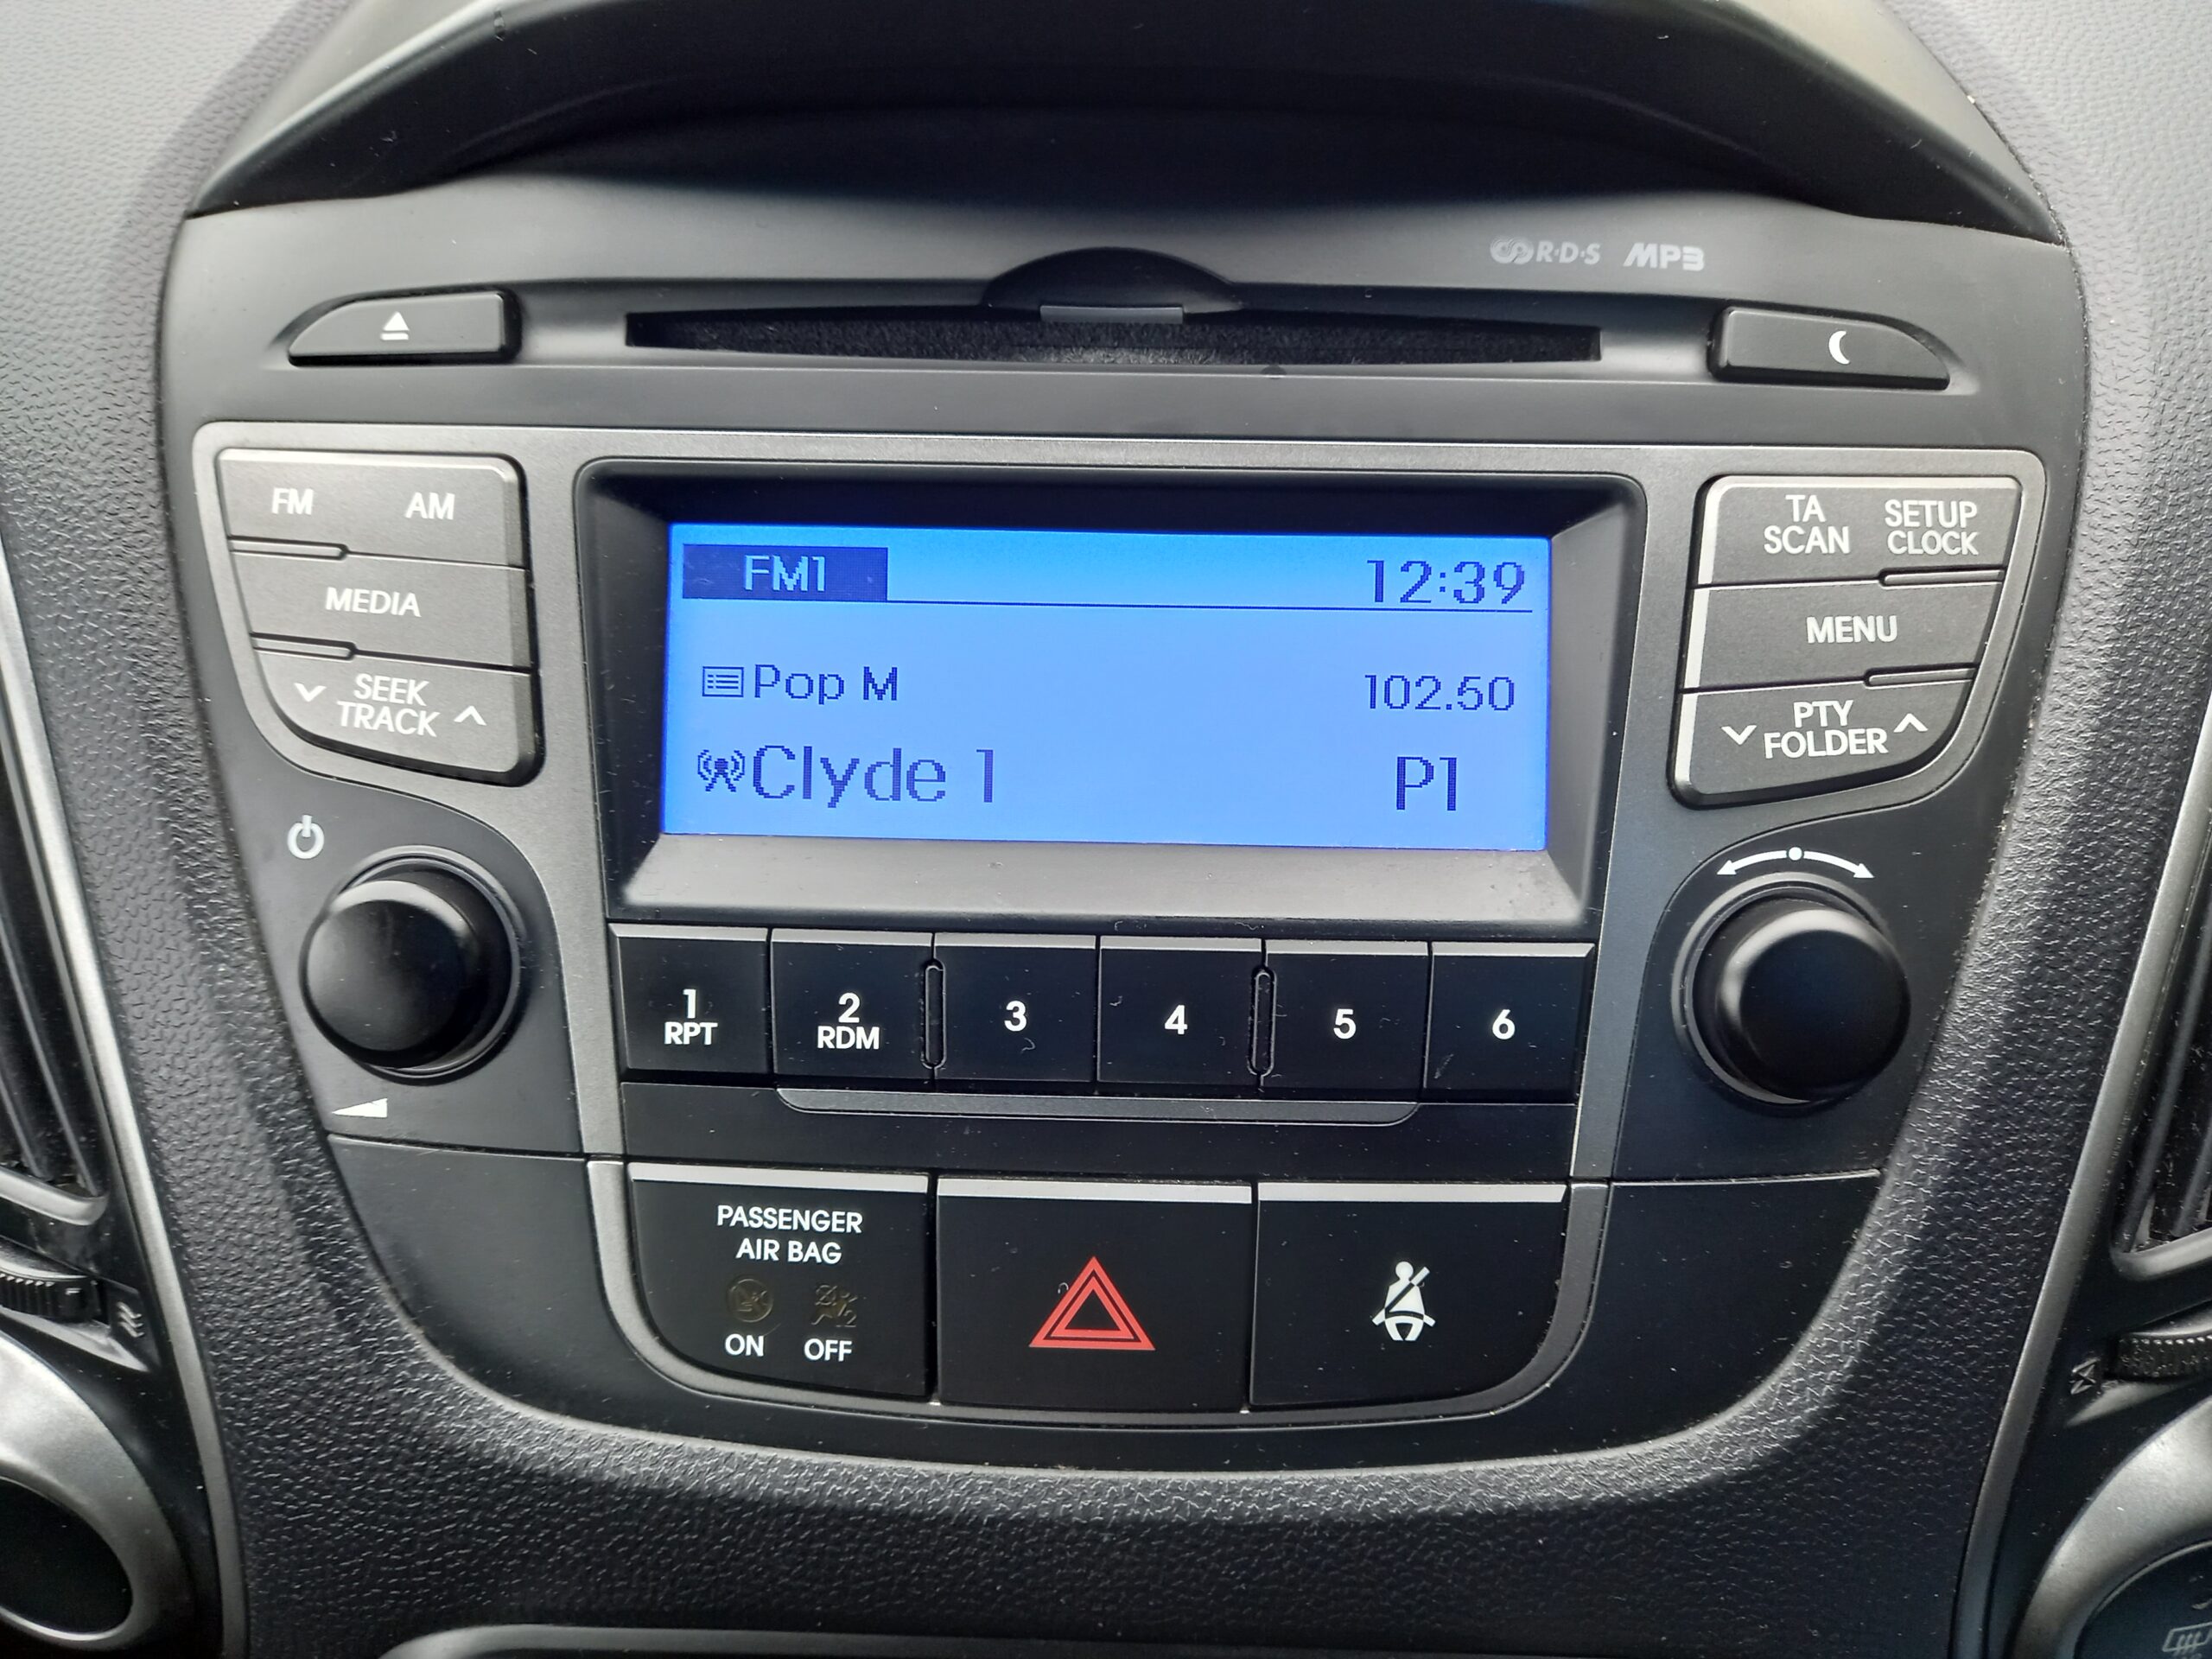 R·D·S MP3
FM AM
MEDIA
SEEK
TRACK
FM1 12:39
Pop M 102.50
Clyde 1 P1
TA
SCAN
SETUP
CLOCK
MENU
PTY
FOLDER
1
RPT
2
RDM
3
4
5
6
PASSENGER
AIR BAG
ON OFF